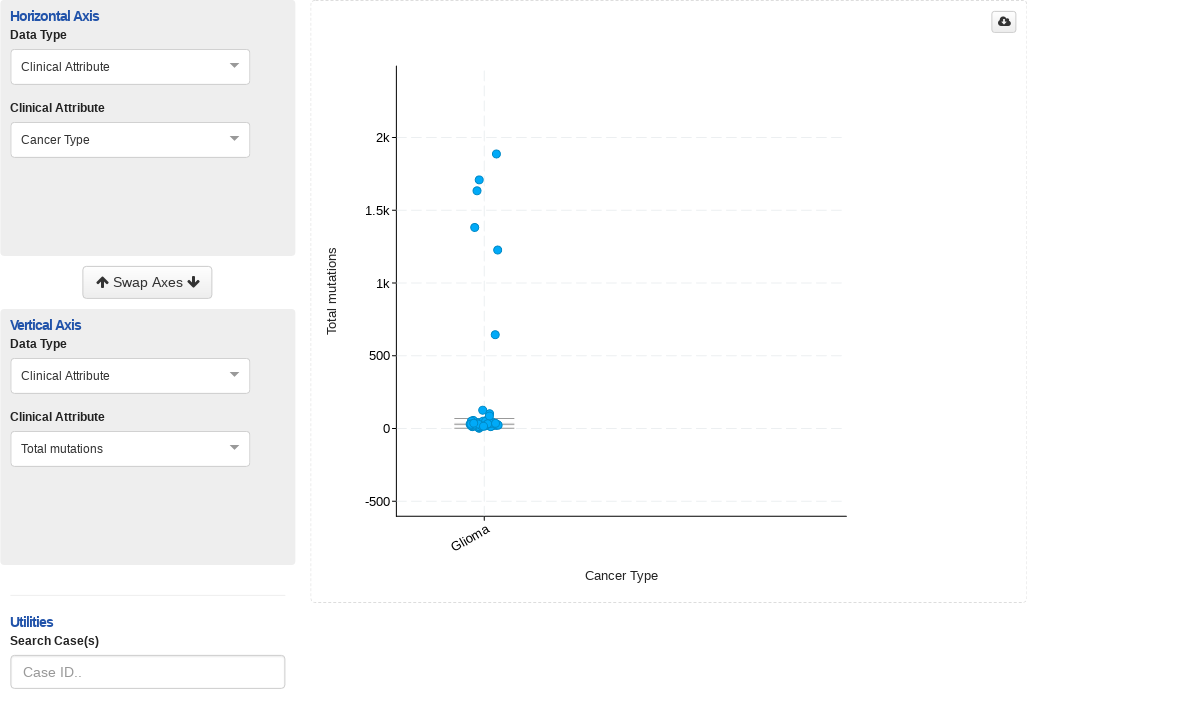 Horizontal Axis
Data Type
Clinical Attribute
Clinical Attribute
Cancer Type
Swap Axes
Vertical Axis
Data Type
Clinical Attribute
Clinical Attribute
Total mutations
Utilities
Search Case(s)
Case ID..
Total mutations
2k
1.5k
1k
500
0
-500
Glioma
Cancer Type